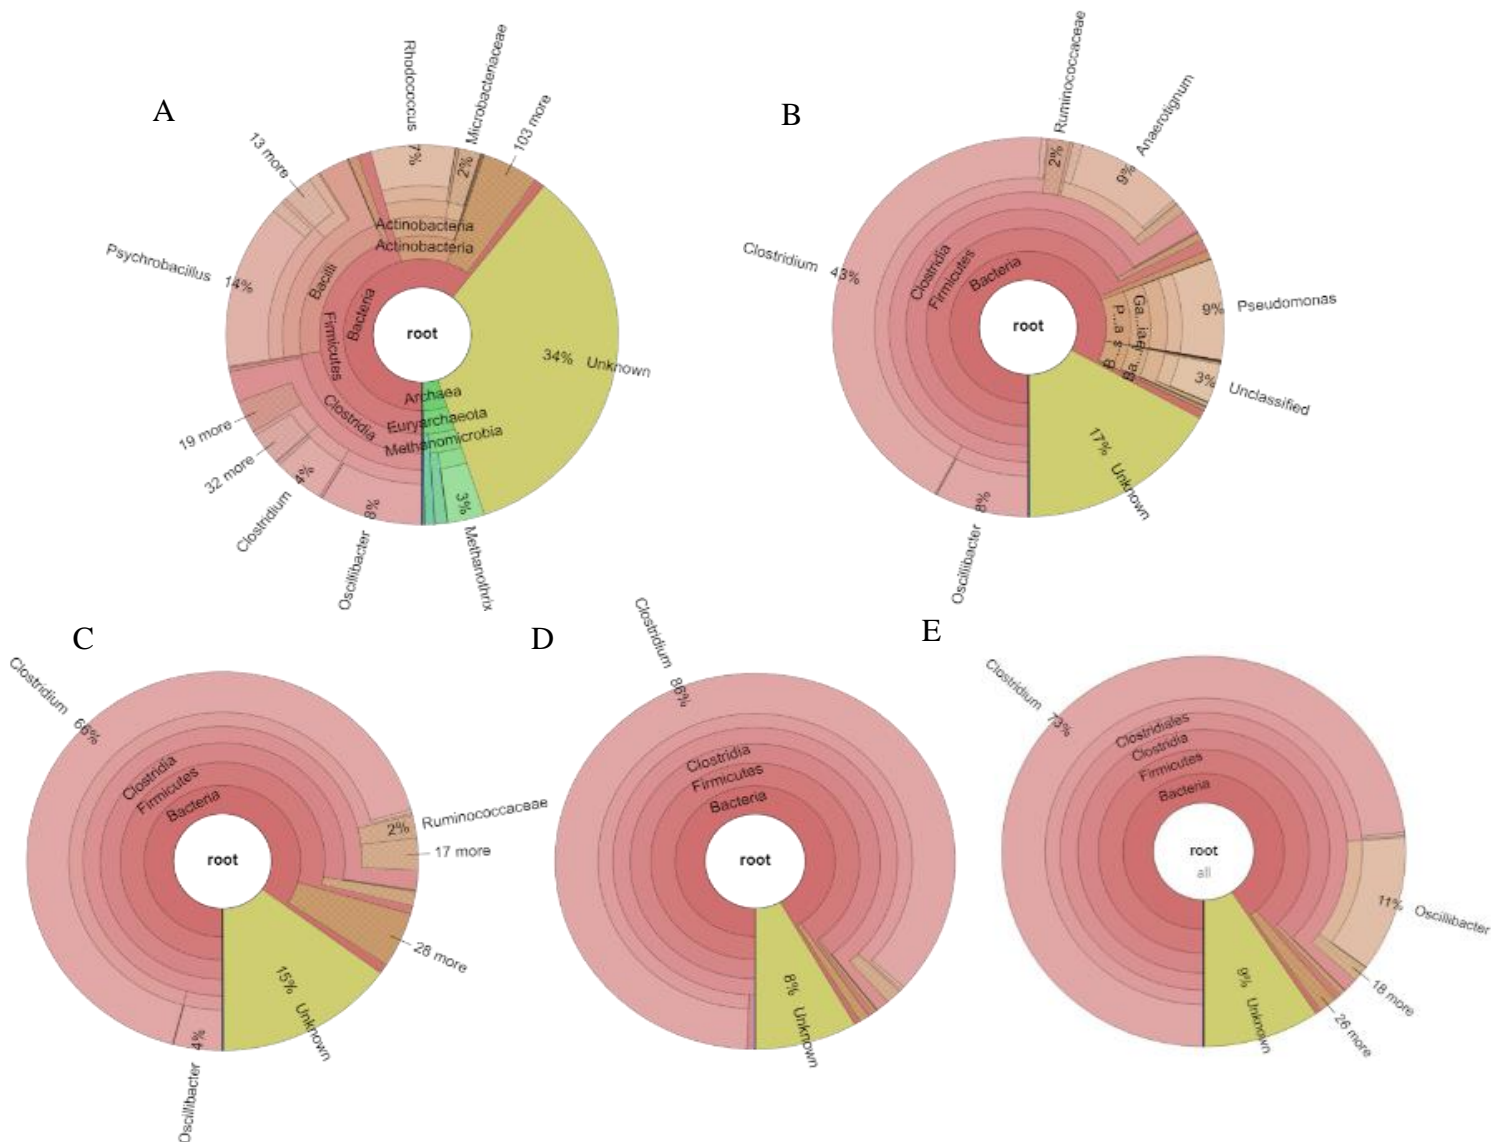 A
Rhodococcus 7%
Microbacteriaceae 2%
103 more
13 more
Psychrobacillus 14%
Actinobacteria
Actinobacteria
Bacilli
Bacteria
Firmicutes
root
34% Unknown
Archaea
Euryarchaeota
Methanomicrobia
Clostridia
19 more
32 more
Clostridium 4%
Oscillibacter 8%
3% Methanothrix
B
Ruminococcaceae 2%
Anaerotignum 9%
Clostridium 43%
Clostridia
Firmicutes
Bacteria
root
P...a
Ga...iae
...s
B...s
Ba...
9% Pseudomonas
3% Unclassified
17% Unknown
Oscillibacter 8%
C
Clostridium 66%
Clostridia
Firmicutes
Bacteria
root
2% Ruminococcaceae
17 more
28 more
15% Unknown
Oscillibacter 4%
D
Clostridium 86%
Clostridia
Firmicutes
Bacteria
root
8% Unknown
E
Clostridium 73%
Clostridiales
Clostridia
Firmicutes
Bacteria
root
all
11% Oscillibacter
18 more
26 more
9% Unknown